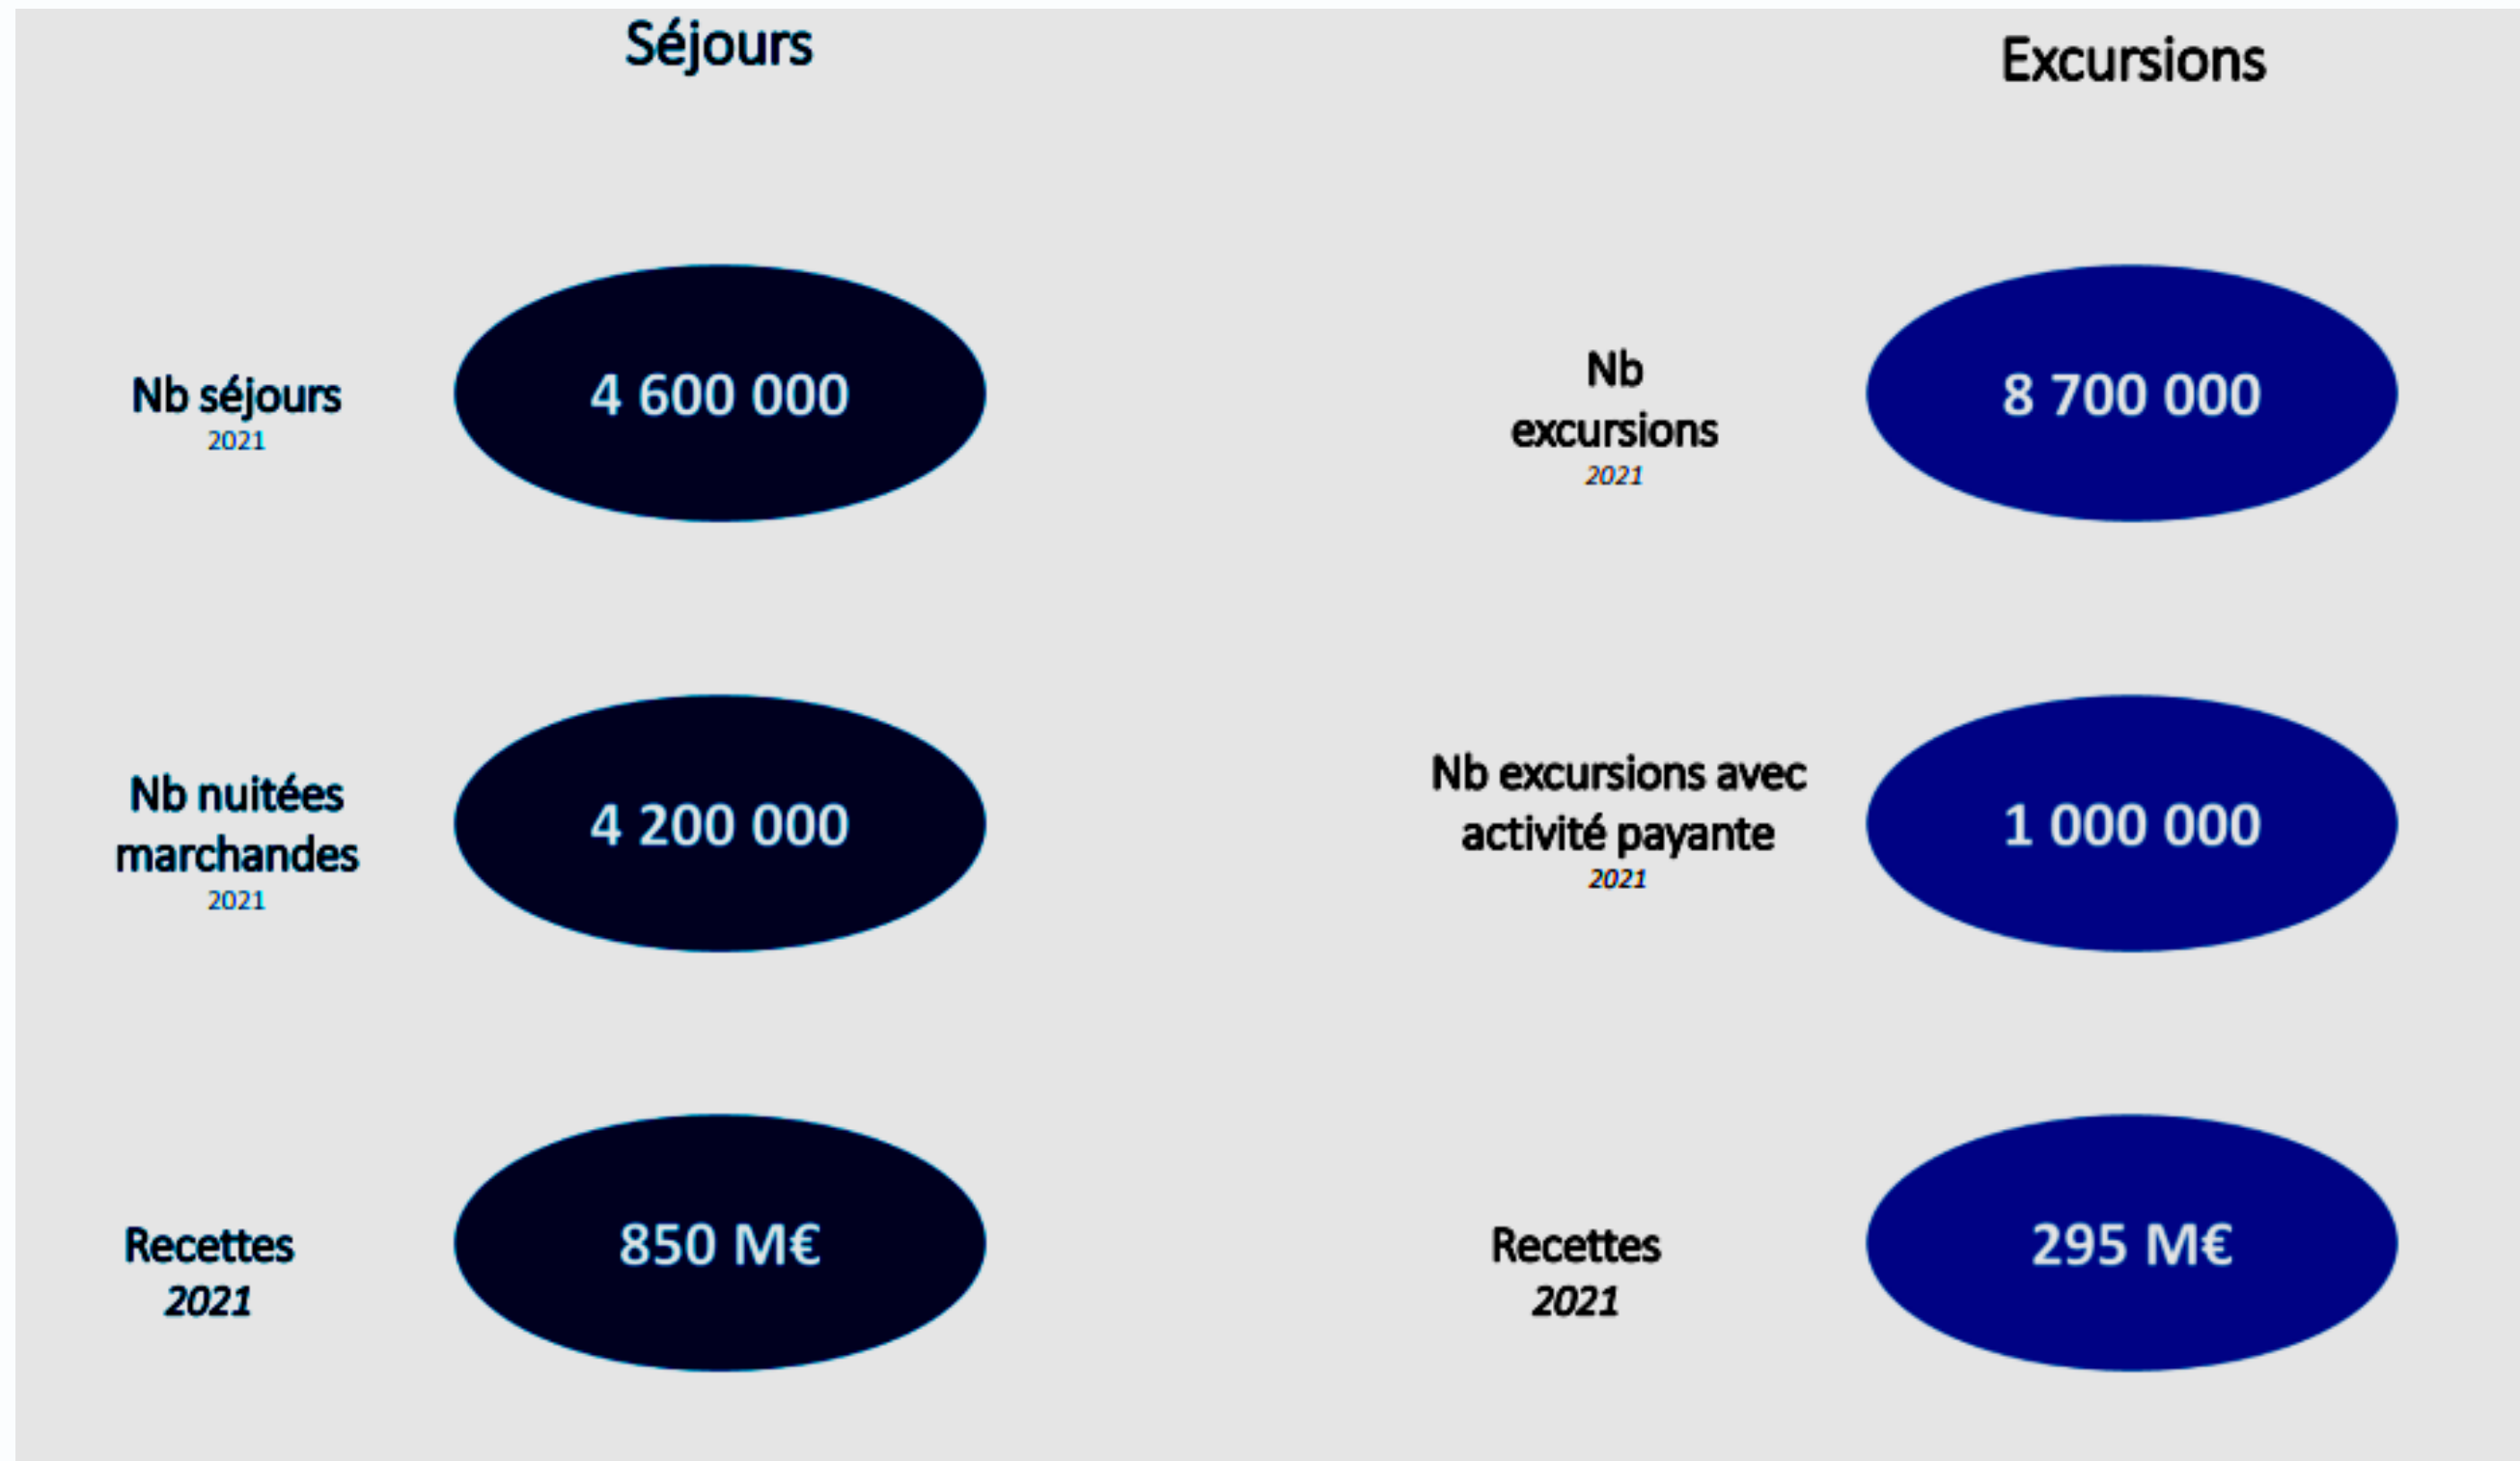 Séjours
Nb séjours
2021
4 600 000
Nb nuitées
marchandes
2021
4 200 000
Recettes
2021
850 M€
Excursions
Nb
excursions
2021
8 700 000
Nb excursions avec
activité payante
2021
1 000 000
Recettes
2021
295 M€